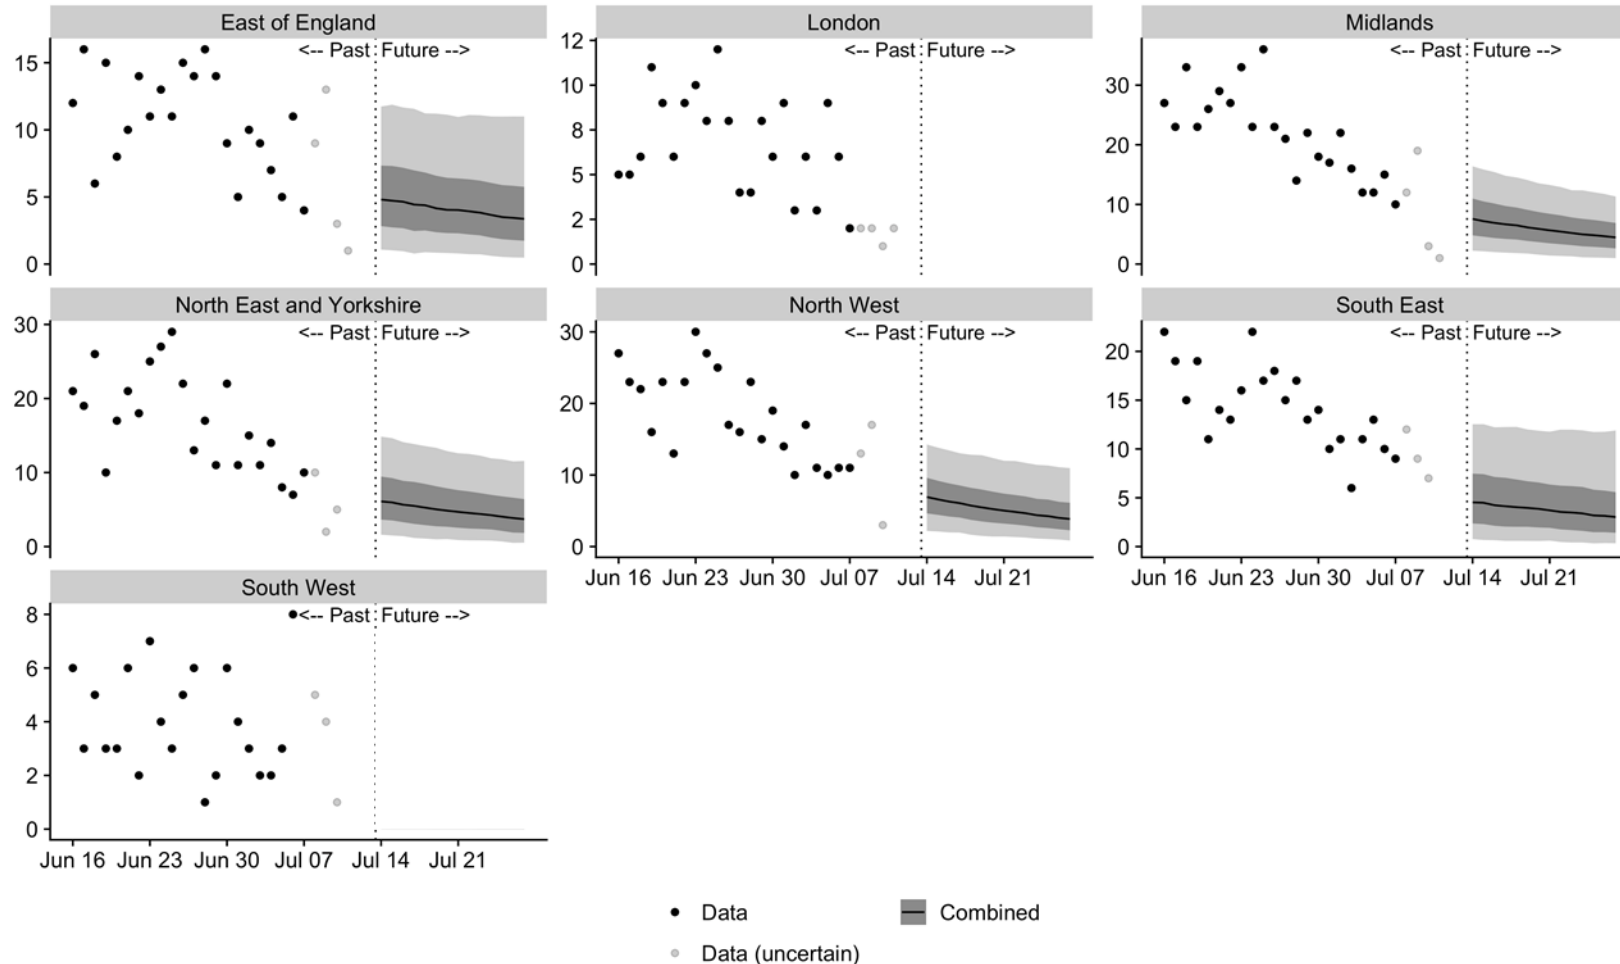 East of England
<-- Past Future -->
15
10
5
0
London
<-- Past Future -->
12
10
8
5
2
0
Midlands
<-- Past Future -->
30
20
10
0
North East and Yorkshire
<-- Past Future -->
30
20
10
0
North West
<-- Past Future -->
30
20
10
0
Jun 16 Jun 23 Jun 30 Jul 07 Jul 14 Jul 21
South East
<-- Past Future -->
20
15
10
5
0
Jun 16 Jun 23 Jun 30 Jul 07 Jul 14 Jul 21
South West
<-- Past Future -->
8
6
4
2
0
Jun 16 Jun 23 Jun 30 Jul 07 Jul 14 Jul 21
Data
Combined
Data (uncertain)